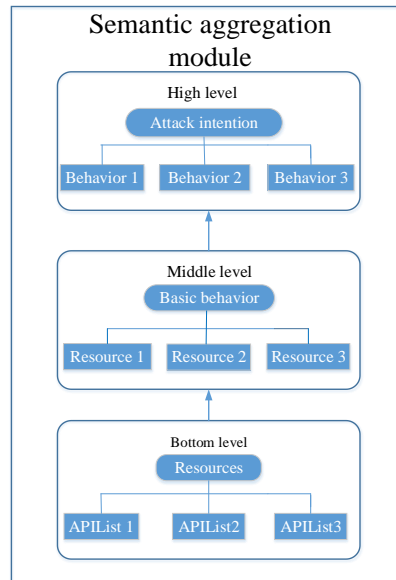 Semantic aggregation
module
High level
Attack intention
Behavior 1 Behavior 2 Behavior 3
Middle level
Basic behavior
Resource 1 Resource 2 Resource 3
Bottom level
Resources
APIList 1 APIList2 APIList3